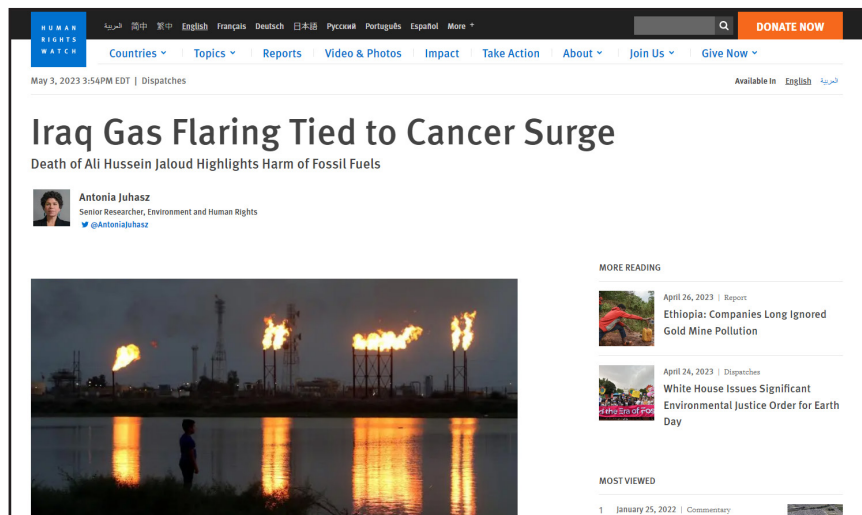 HUMAN
RIGHTS
WATCH
العربية 简中 繁中 English Français Deutsch 日本語 Русский Português Español More +
DONATE NOW
Countries Topics Reports Video & Photos Impact Take Action About Join Us Give Now
May 3, 2023 3:54PM EDT | Dispatches
Available In English العربية
Iraq Gas Flaring Tied to Cancer Surge
Death of Ali Hussein Jaloud Highlights Harm of Fossil Fuels
Antonia Juhasz
Senior Researcher, Environment and Human Rights
@AntoniaJuhasz
MORE READING
April 26, 2023 | Report
Ethiopia: Companies Long Ignored
Gold Mine Pollution
April 24, 2023 | Dispatches
White House Issues Significant
Environmental Justice Order for Earth
Day
d the Era of Fos
MOST VIEWED
1 January 25, 2022 | Commentary